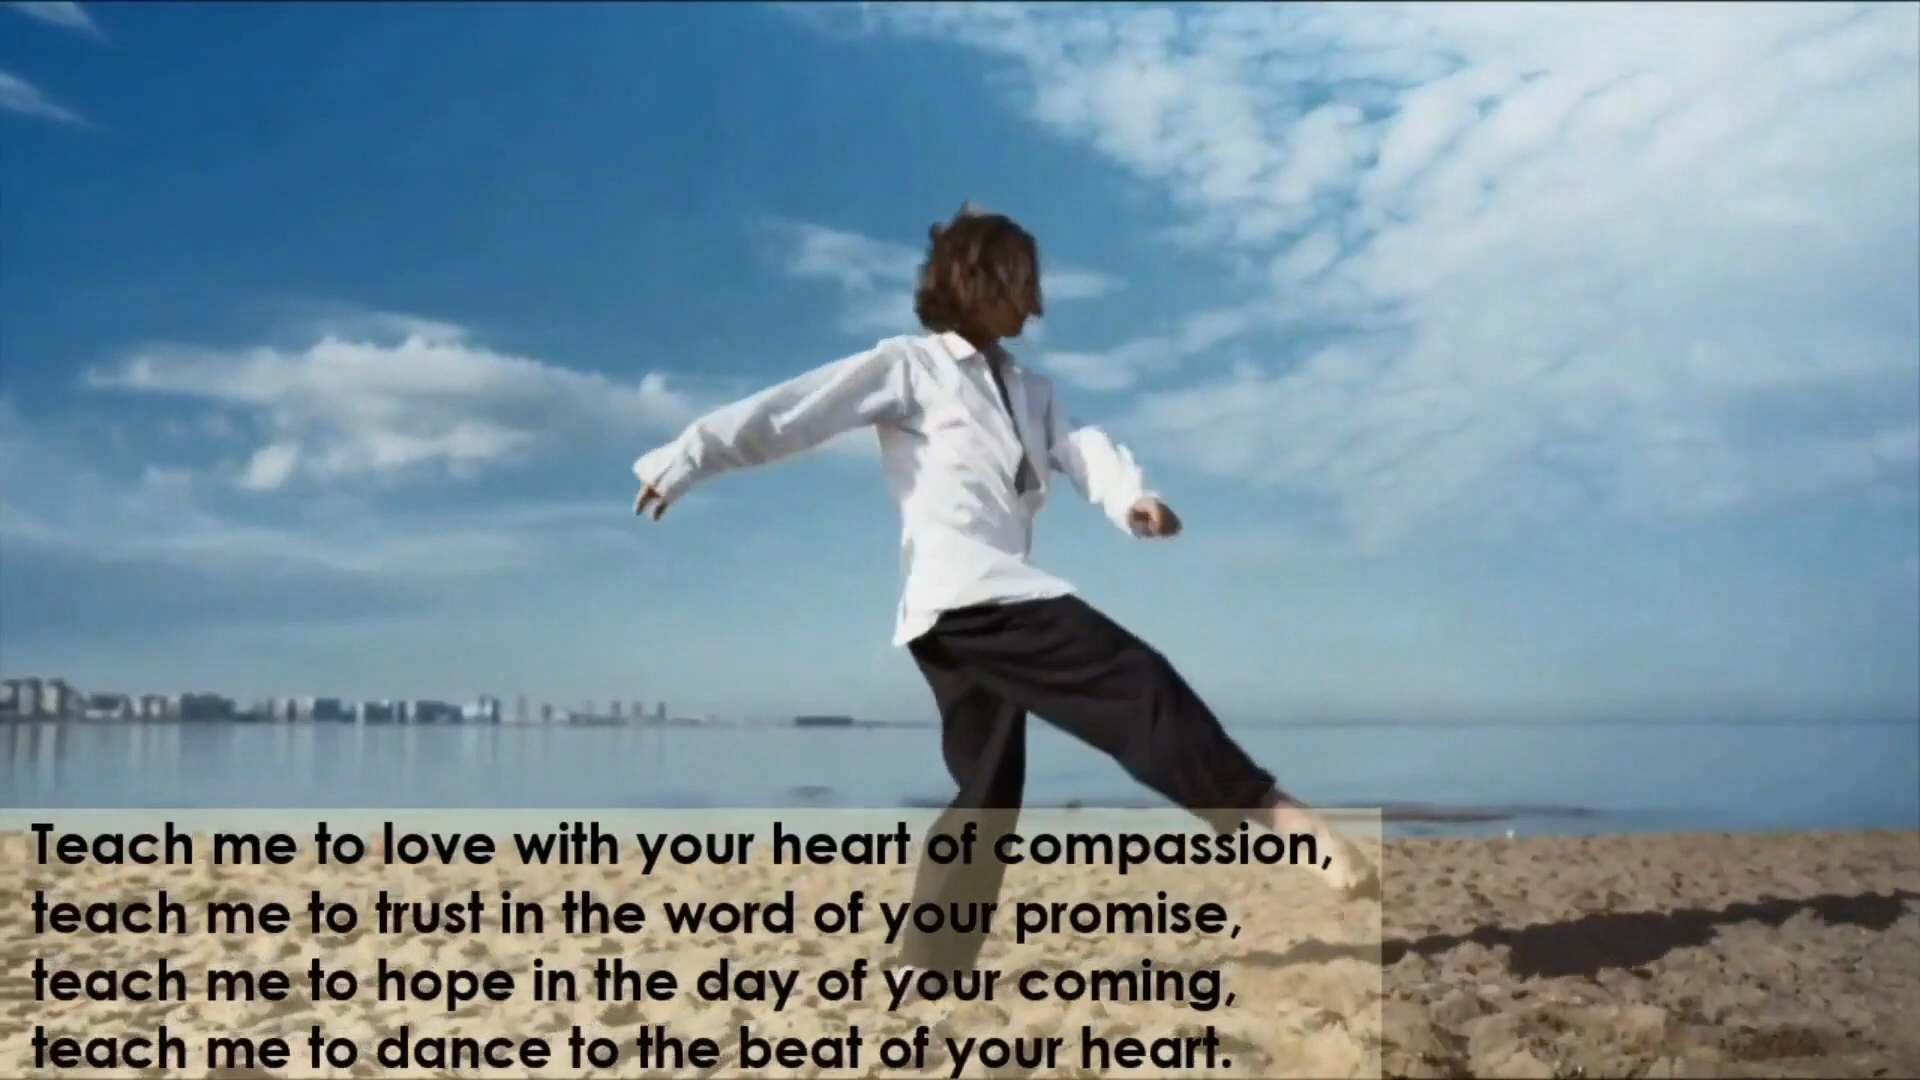 Teach me to love with your heart of compassion,
teach me to trust in the word of your promise,
teach me to hope in the day of your coming,
teach me to dance to the beat of your heart.